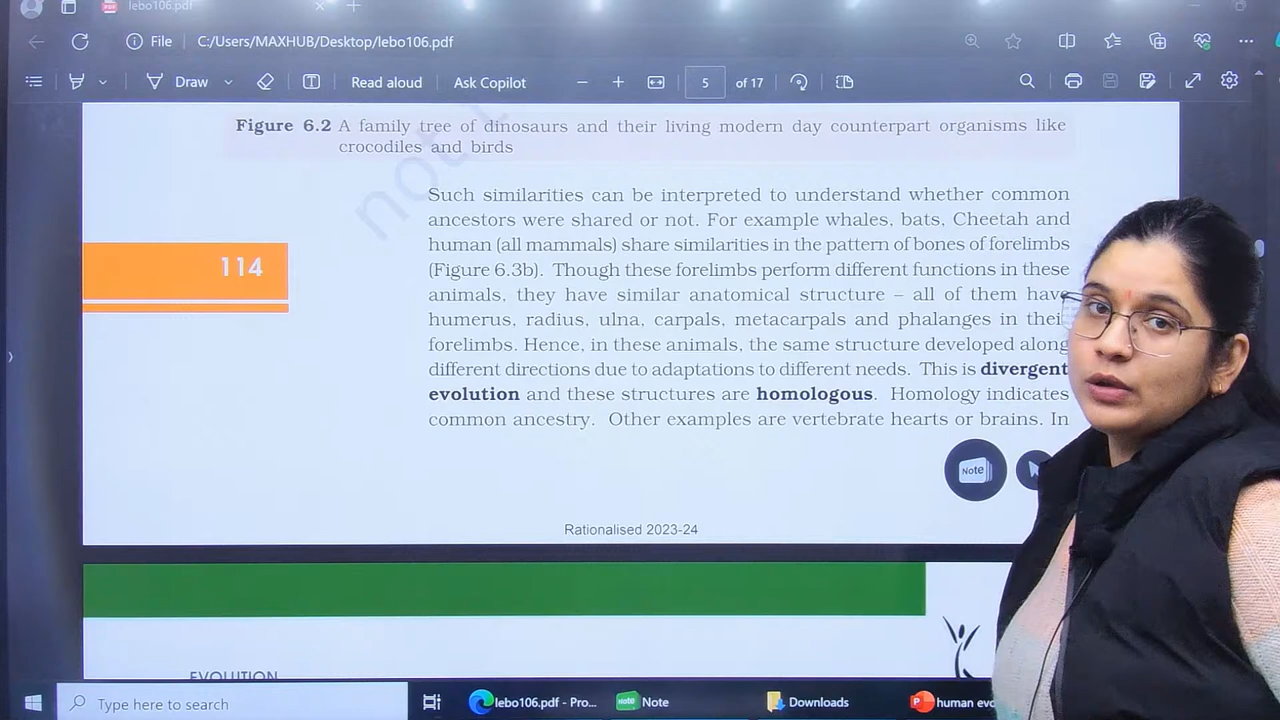 lebo106.pdf
File
C:/Users/MAXHUB/Desktop/lebo106.pdf
Draw
Read aloud
Ask Copilot
5 of 17
Figure 6.2 A family tree of dinosaurs and their living modern day counterpart organisms like
crocodiles and birds
not
Such similarities can be interpreted to understand whether common
ancestors were shared or not. For example whales, bats, Cheetah and
human (all mammals) share similarities in the pattern of bones of forelimbs
114
(Figure 6.3b). Though these forelimbs perform different functions in these
animals, they have similar anatomical structure – all of them have
humerus, radius, ulna, carpals, metacarpals and phalanges in their
forelimbs. Hence, in these animals, the same structure developed along
different directions due to adaptations to different needs. This is divergent
evolution and these structures are homologous. Homology indicates
common ancestry. Other examples are vertebrate hearts or brains. In
Note
Rationalised 2023-24
EVOLUTION
Type here to search
lebo106.pdf - Pro...
Note
Downloads
human evo